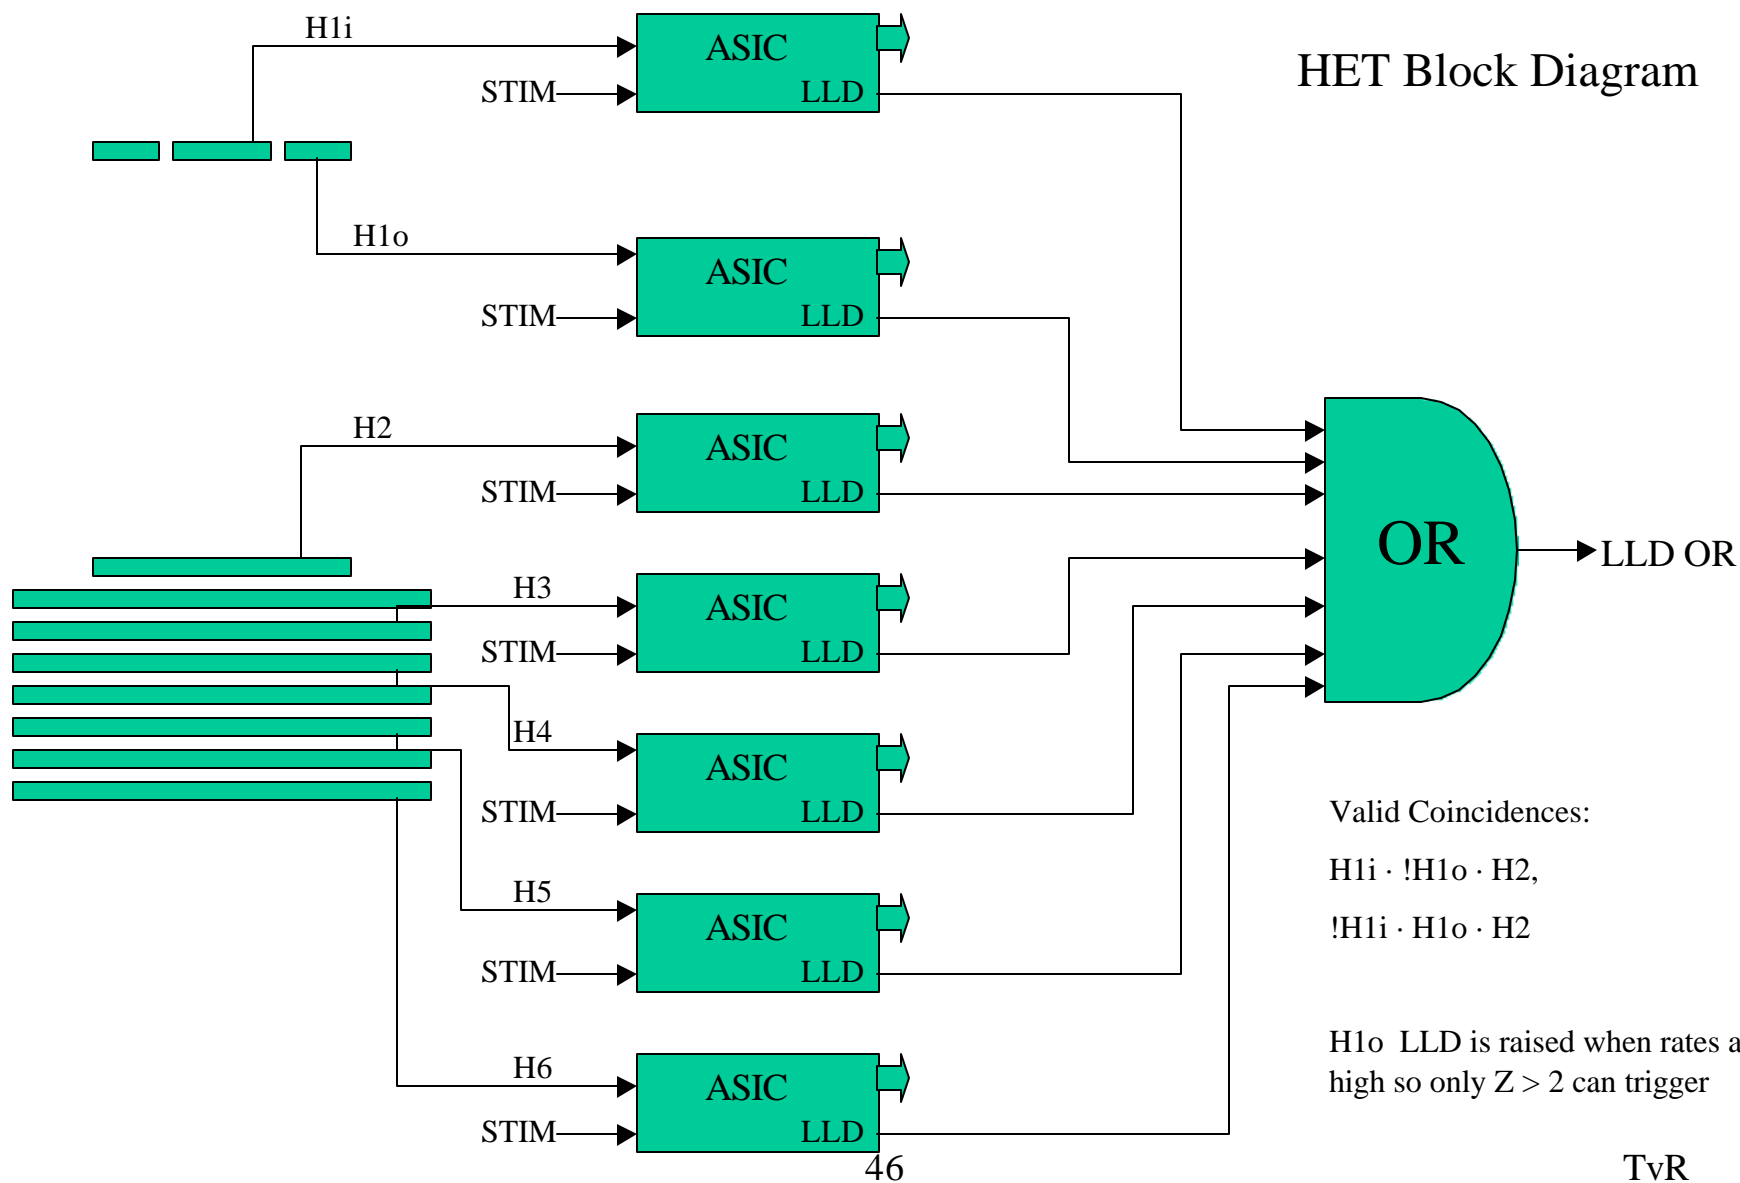 H1i
ASIC
HET Block Diagram
STIM
LLD
H1o
ASIC
STIM
LLD
H2
ASIC
STIM
LLD
OR
LLD OR
H3
ASIC
STIM
LLD
H4
ASIC
STIM
LLD
Valid Coincidences:
H1i · !H1o · H2,
!H1i · H1o · H2
H5
ASIC
STIM
LLD
H1o LLD is raised when rates a
high so only Z > 2 can trigger
H6
ASIC
STIM
LLD
46
TvR